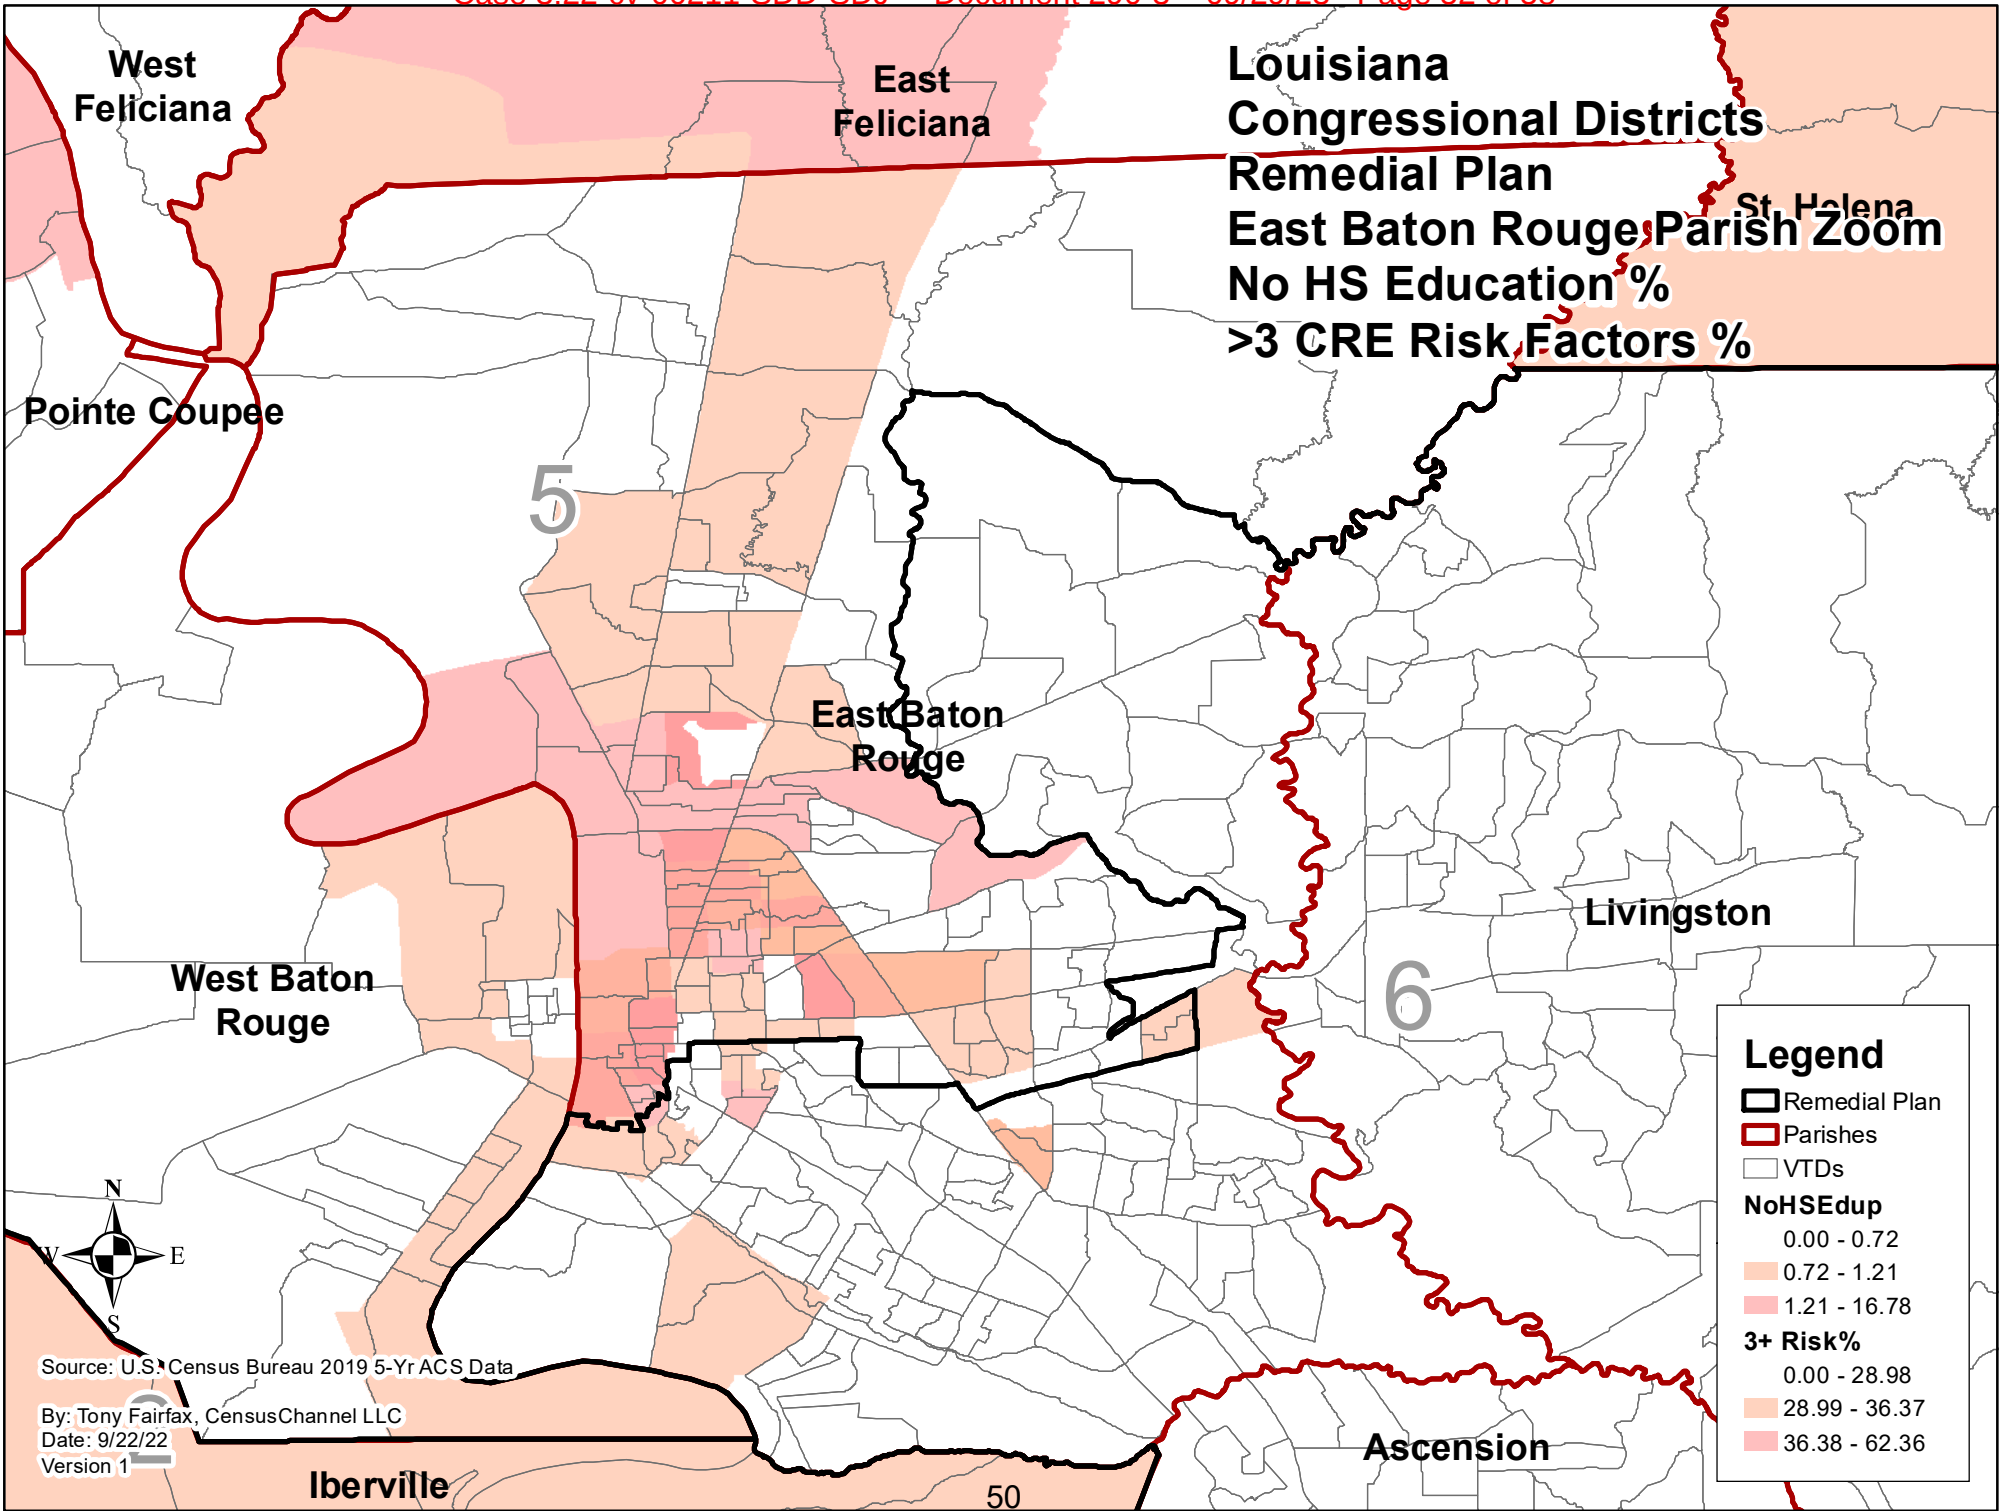 West
Feliciana
East
Feliciana
Louisiana
Congressional Districts
Remedial Plan
East Baton Rouge Parish Zoom
No HS Education %
>3 CRE Risk Factors %
St. Helena
Pointe Coupee
5
East Baton
Rouge
Livingston
West Baton
Rouge
6
Legend
Remedial Plan
Parishes
VTDs
NoHSEdup
0.00 - 0.72
0.72 - 1.21
1.21 - 16.78
3+ Risk%
0.00 - 28.98
28.99 - 36.37
36.38 - 62.36
N
W
E
S
Source: U.S. Census Bureau 2019 5-Yr ACS Data
By: Tony Fairfax, CensusChannel LLC
Date: 9/22/22
Version 1
Iberville
Ascension
50